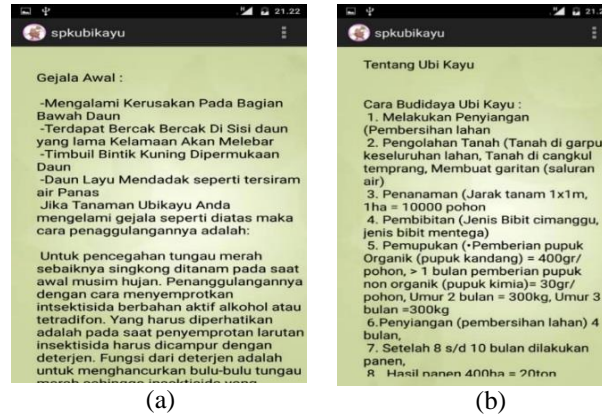 21.22
spkubikayu
Gejala Awal :
-Mengalami Kerusakan Pada Bagian
Bawah Daun
-Terdapat Bercak Bercak Di Sisi daun
yang lama Kelamaan Akan Melebar
-Timbuil Bintik Kuning Dipermukaan
Daun
-Daun Layu Mendadak seperti tersiram
air Panas
Jika Tanaman Ubikayu Anda
mengelami gejala seperti diatas maka
cara penaggulangannya adalah:
Untuk pencegahan tungau merah
sebaiknya singkong ditanam pada saat
awal musim hujan. Penanggulangannya
dengan cara menyemprotkan
intsektisida berbahan aktif alkohol atau
tetradifon. Yang harus diperhatikan
adalah pada saat penyemprotan larutan
insektisida harus dicampur dengan
deterjen. Fungsi dari deterjen adalah
untuk menghancurkan bulu-bulu tungau
merah sehingga insektisida yang
(a)
21.2
spkubikayu
Tentang Ubi Kayu
Cara Budidaya Ubi Kayu :
1. Melakukan Penyiangan
(Pembersihan lahan
2. Pengolahan Tanah (Tanah di garpu
keseluruhan lahan, Tanah di cangkul
temprang, Membuat garitan (saluran
air)
3. Penanaman (Jarak tanam 1x1m,
1ha = 10000 pohon
4. Pembibitan (Jenis Bibit cimanggu,
jenis bibit mentega)
5. Pemupukan (•Pemberian pupuk
Organik (pupuk kandang) = 400gr/
pohon, > 1 bulan pemberian pupuk
non organik (pupuk kimia)= 30gr/
pohon, Umur 2 bulan = 300kg, Umur 3
bulan =300kg
6.Penyiangan (pembersihan lahan) 4
bulan,
7. Setelah 8 s/d 10 bulan dilakukan
panen,
8. Hasil panen 400ha = 20ton
(b)